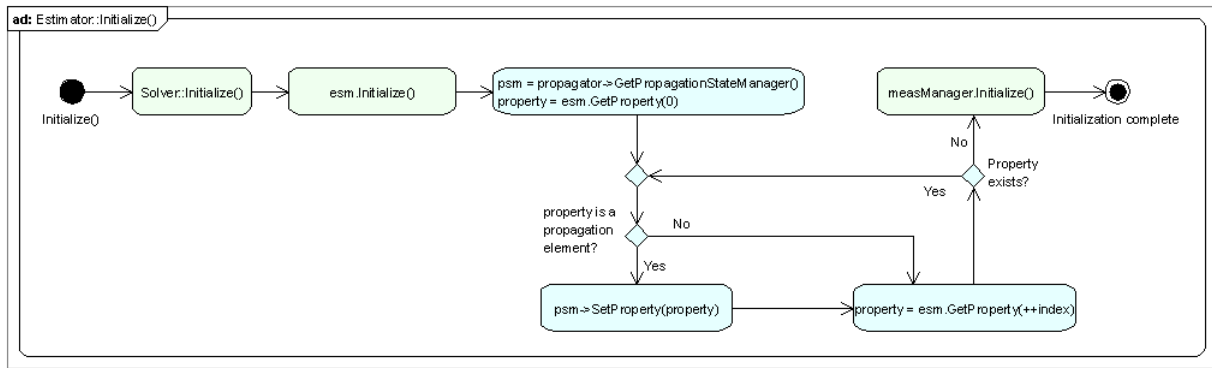 ad: Estimator::Initialize()
Initialize()
Solver::Initialize()
esm.Initialize()
psm = propagator->GetPropagationStateManager()
property = esm.GetProperty(0)
measManager.Initialize()
Initialization complete
No
Property
exists?
Yes
property is a
propagation
element?
No
Yes
psm->SetProperty(property)
property = esm.GetProperty(++index)